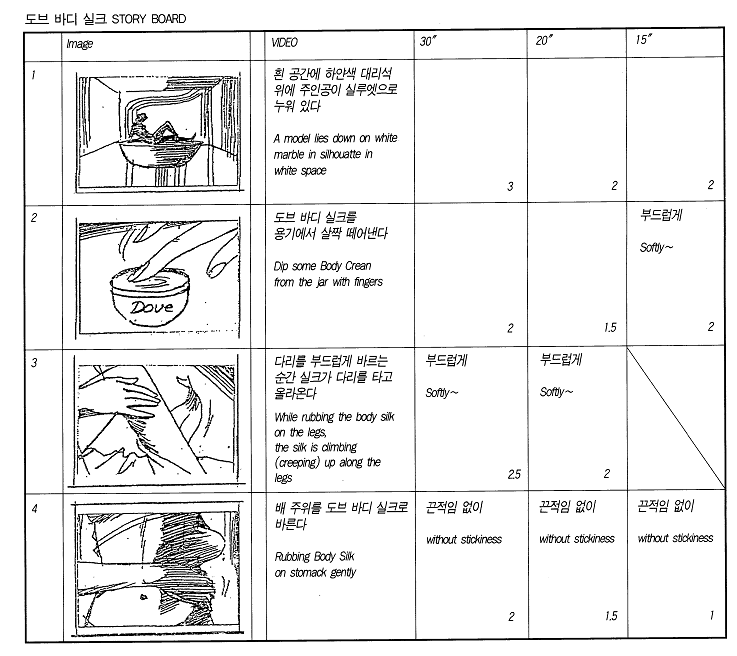 도브 바디 실크 STORY BOARD
Image
VIDEO
30″
20″
15″
1
흰 공간에 하얀색 대리석
위에 주인공이 실루엣으로
누워 있다
A model lies down on white
marble in silhouatte in
white space
3
2
2
2
Dove
도브 바디 실크를
용기에서 살짝 떼어낸다
Dip some Body Crean
from the jar with fingers
2
1.5
부드럽게
Softly~
2
3
다리를 부드럽게 바르는
순간 실크가 다리를 타고
올라온다
While rubbing the body silk
on the legs,
the silk is climbing
(creeping) up along the
legs
부드럽게
Softly~
2.5
부드럽게
Softly~
2
4
배 주위를 도브 바디 실크로
바른다
Rubbing Body Silk
on stomack gently
끈적임 없이
without stickiness
2
끈적임 없이
without stickiness
1.5
끈적임 없이
without stickiness
1